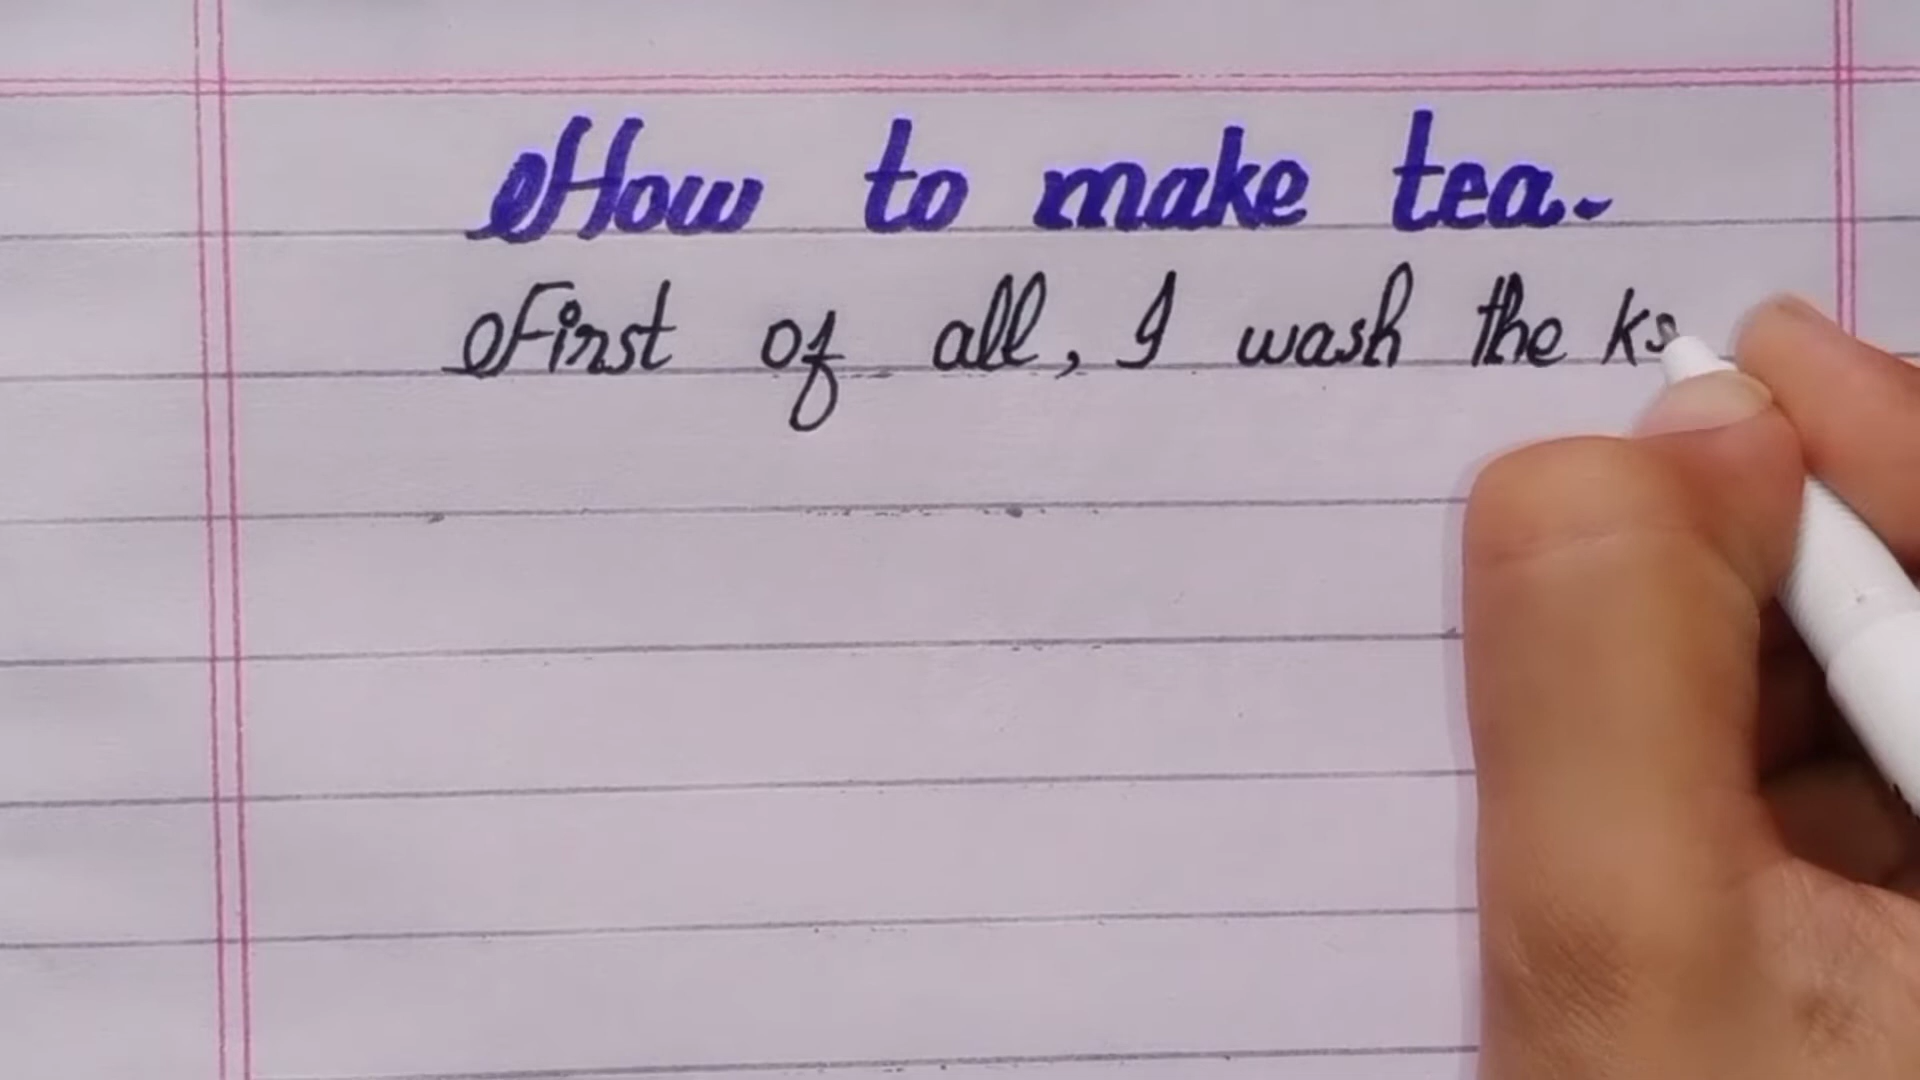 How to make tea.
First of all, I wash the